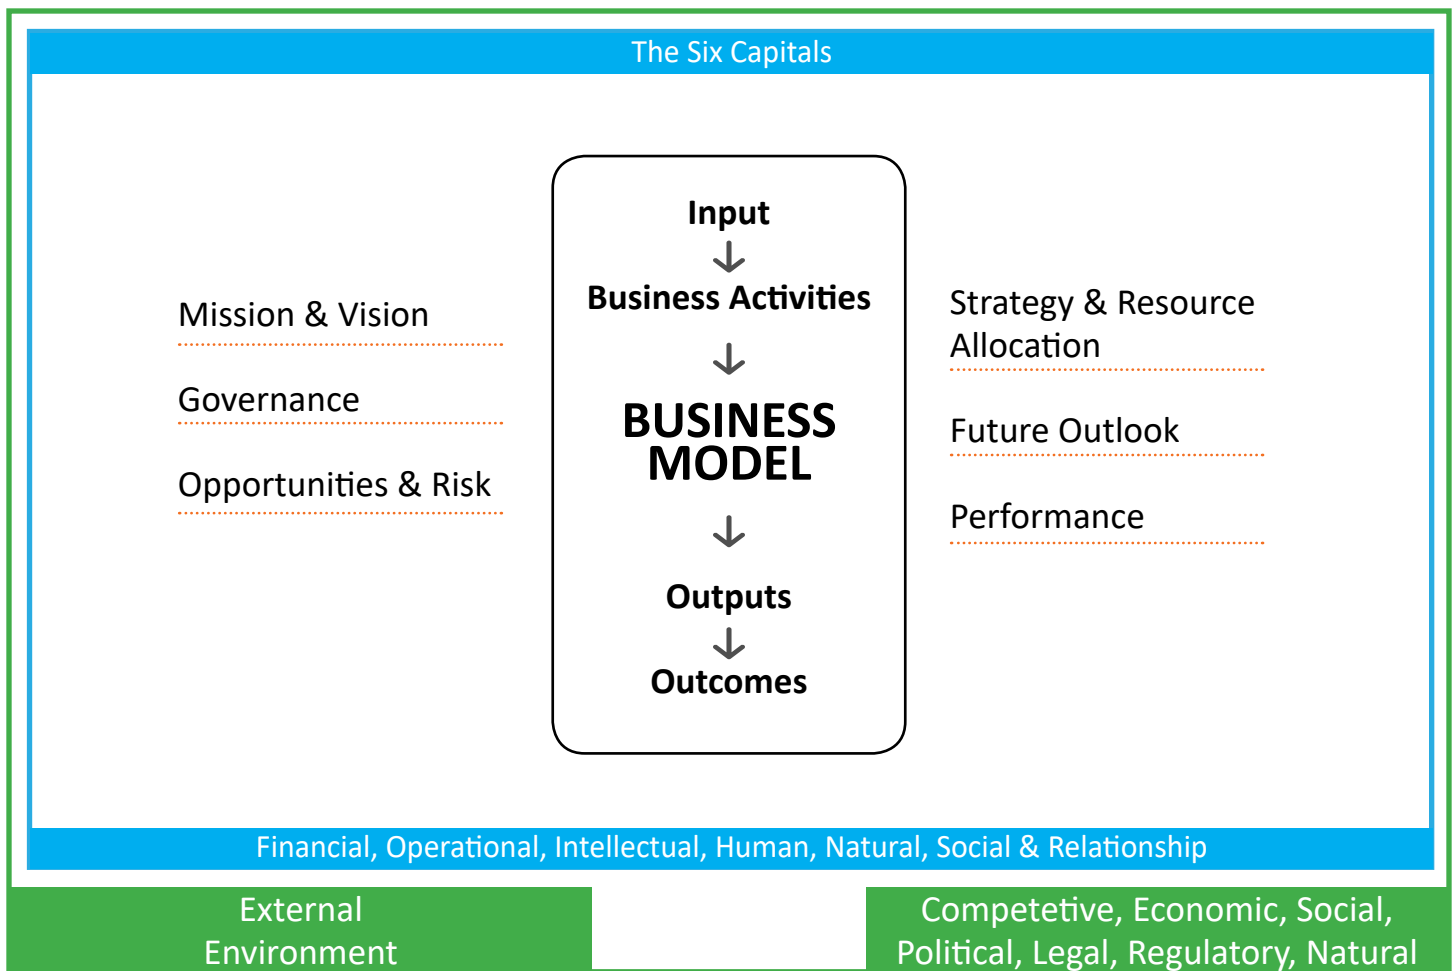 The Six Capitals
Mission & Vision
Governance
Opportunities & Risk
Input
Business Activities
BUSINESS
MODEL
Outputs
Outcomes
Strategy & Resource
Allocation
Future Outlook
Performance
Financial, Operational, Intellectual, Human, Natural, Social & Relationship
External
Environment
Competetive, Economic, Social,
Political, Legal, Regulatory, Natural